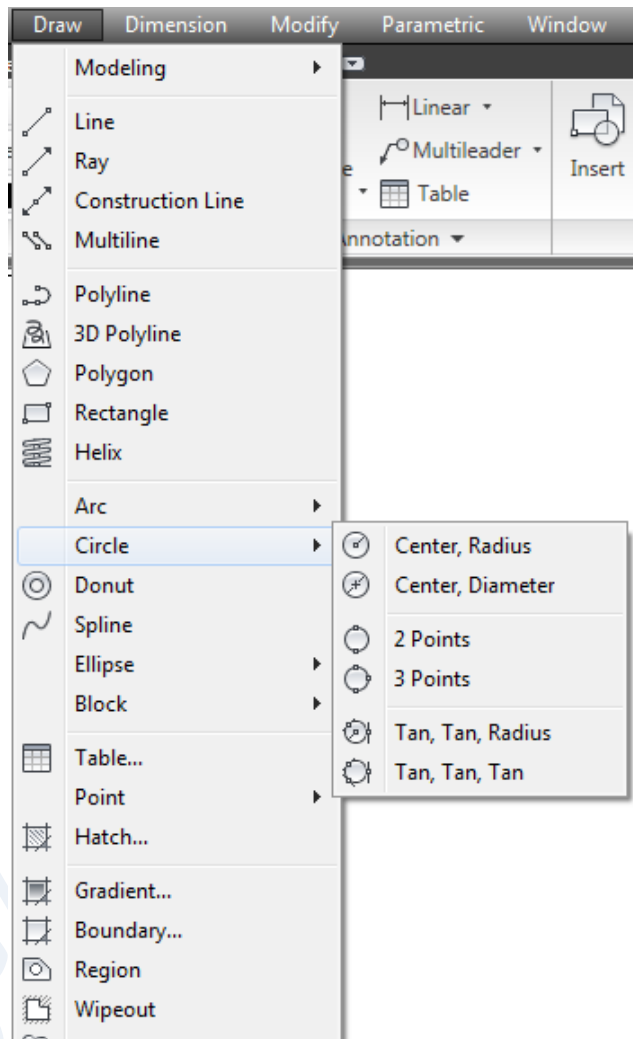 Draw Dimension Modify Parametric Window
Modeling
Linear
Line
Multileader
Ray
Insert
Table
Construction Line
Multiline
Annotation
Polyline
3D Polyline
Polygon
Rectangle
Helix
Arc
Circle
Center, Radius
Donut
Center, Diameter
Spline
2 Points
Ellipse
3 Points
Block
Tan, Tan, Radius
Table...
Tan, Tan, Tan
Point
Hatch...
Gradient...
Boundary...
Region
Wipeout